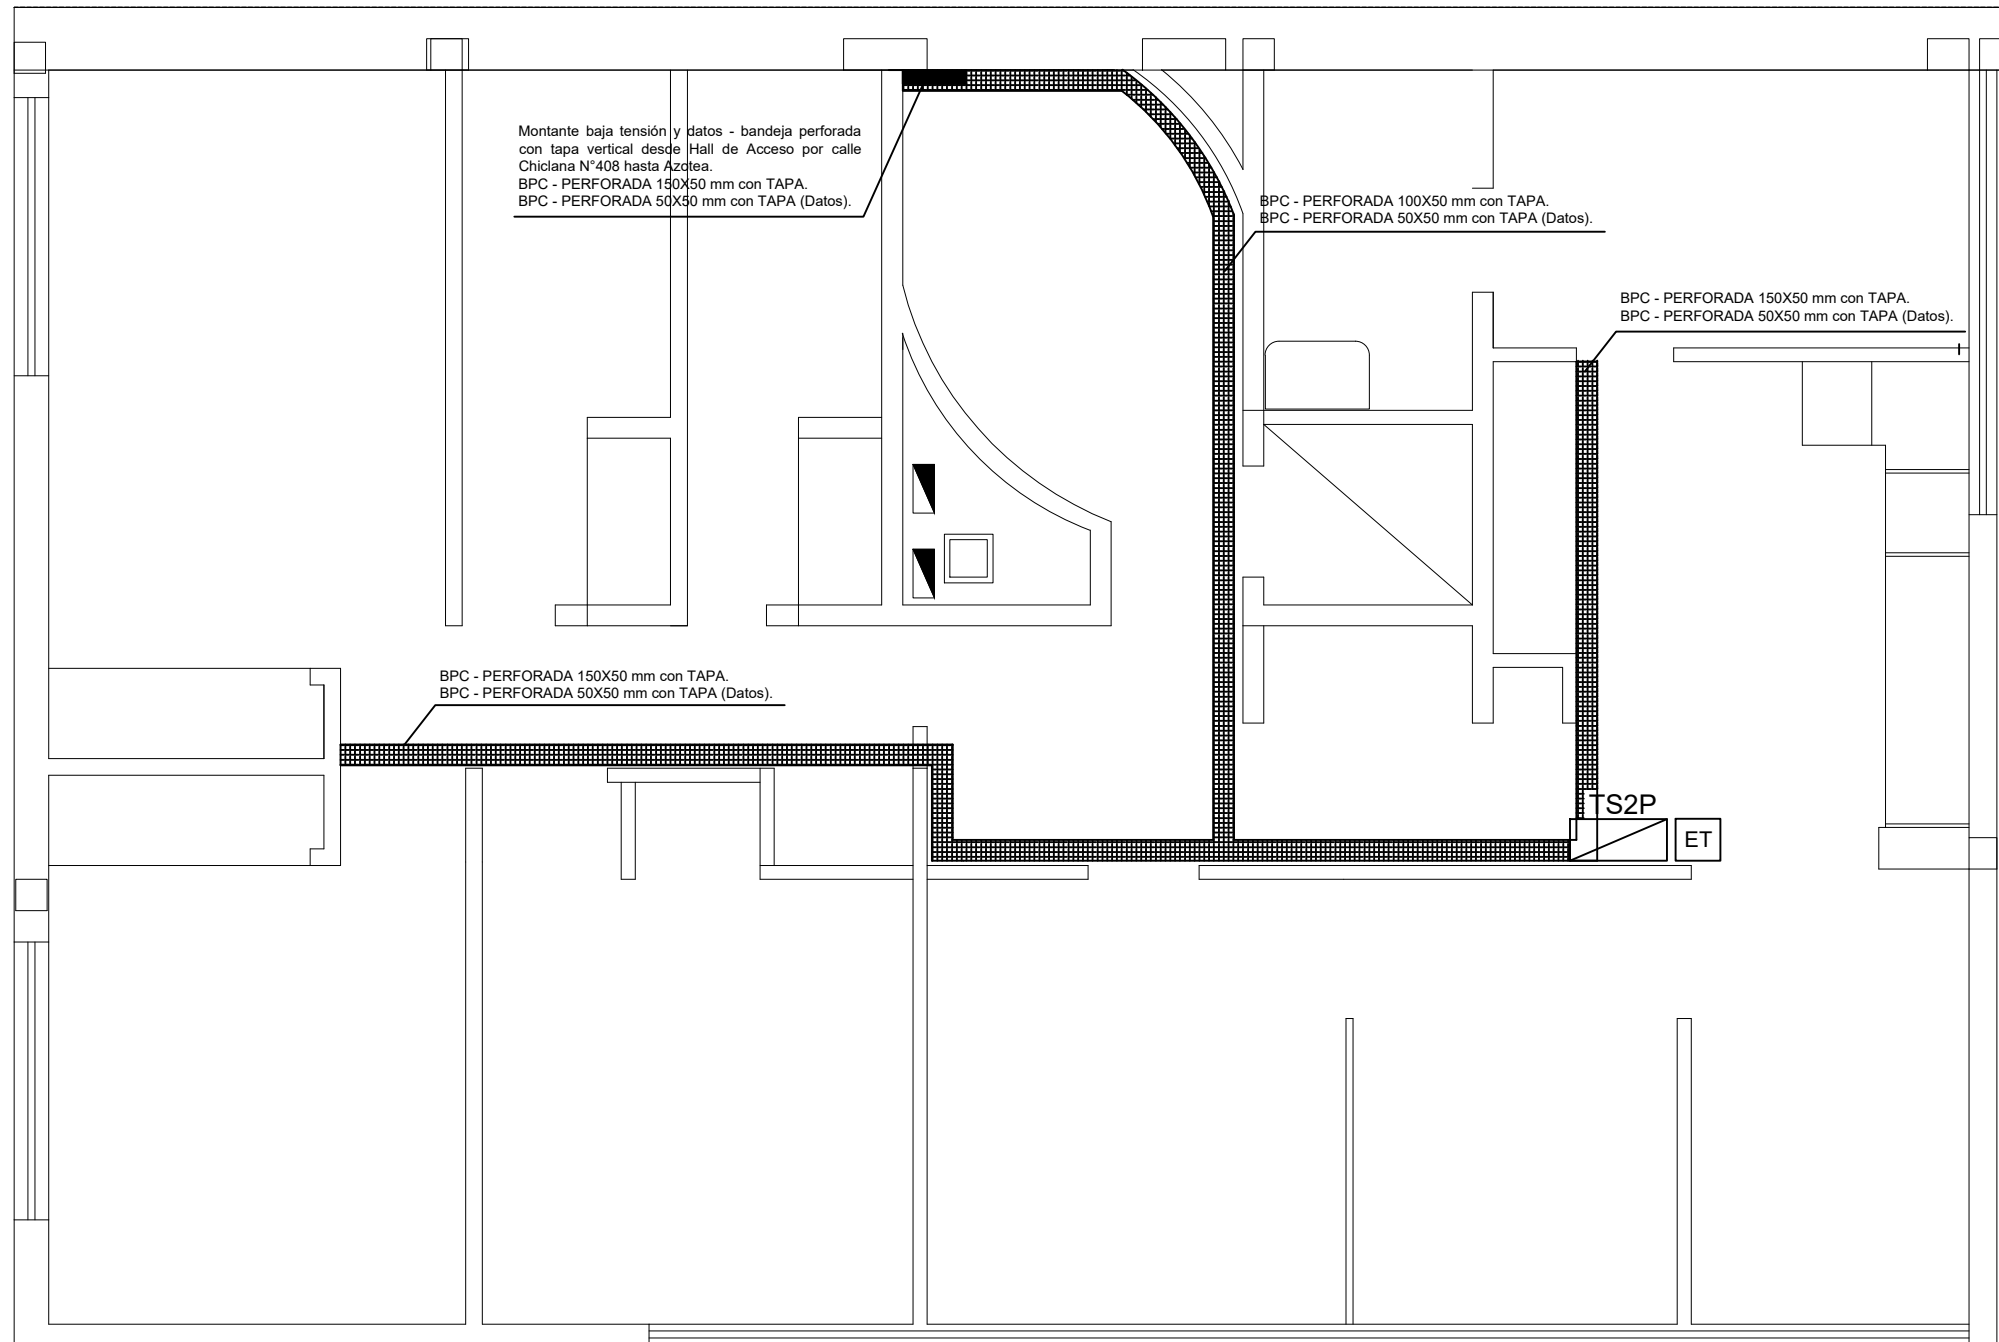 Montante baja tensión y datos - bandeja perforada
con tapa vertical desde Hall de Acceso por calle
Chiclana N°408 hasta Azotea.
BPC - PERFORADA 150X50 mm con TAPA.
BPC - PERFORADA 50X50 mm con TAPA (Datos).
BPC - PERFORADA 100X50 mm con TAPA.
BPC - PERFORADA 50X50 mm con TAPA (Datos).
BPC - PERFORADA 150X50 mm con TAPA.
BPC - PERFORADA 50X50 mm con TAPA (Datos).
BPC - PERFORADA 150X50 mm con TAPA.
BPC - PERFORADA 50X50 mm con TAPA (Datos).
TS2P
ET